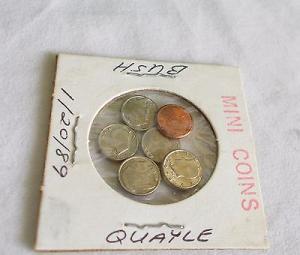 BUSH
MINI COINS
1/20/89
QUAYLE